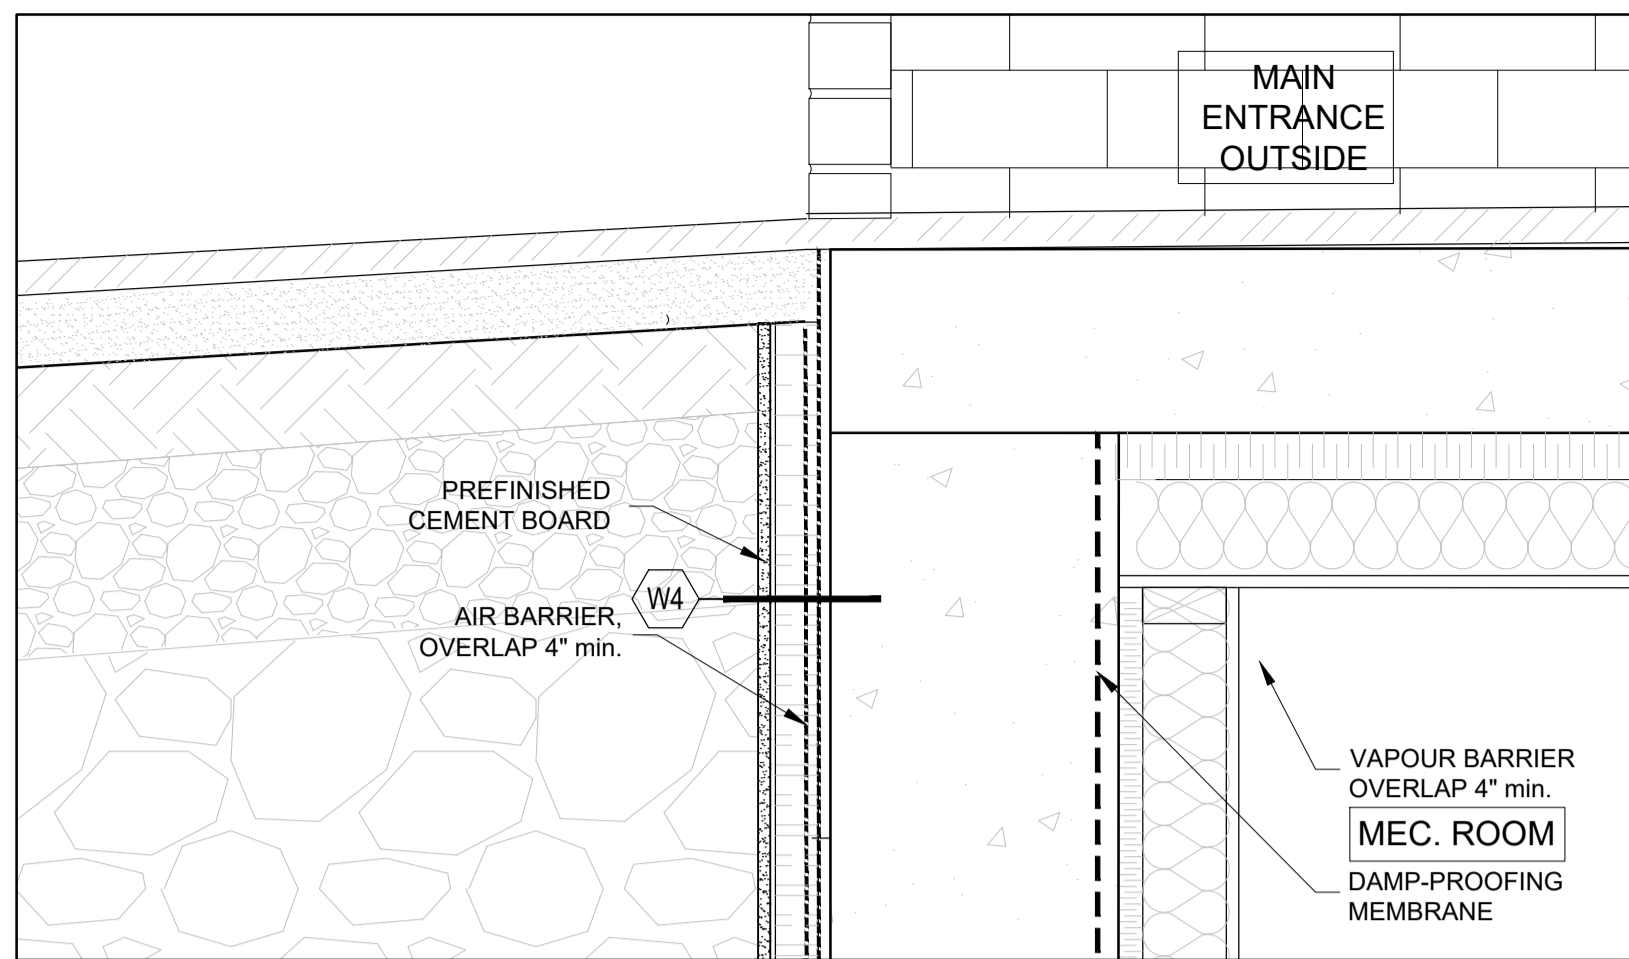 MAIN
ENTRANCE
OUTSIDE
PREFINISHED
CEMENT BOARD
W4
AIR BARRIER,
OVERLAP 4" min.
VAPOUR BARRIER
OVERLAP 4" min.
MEC. ROOM
DAMP-PROOFING
MEMBRANE